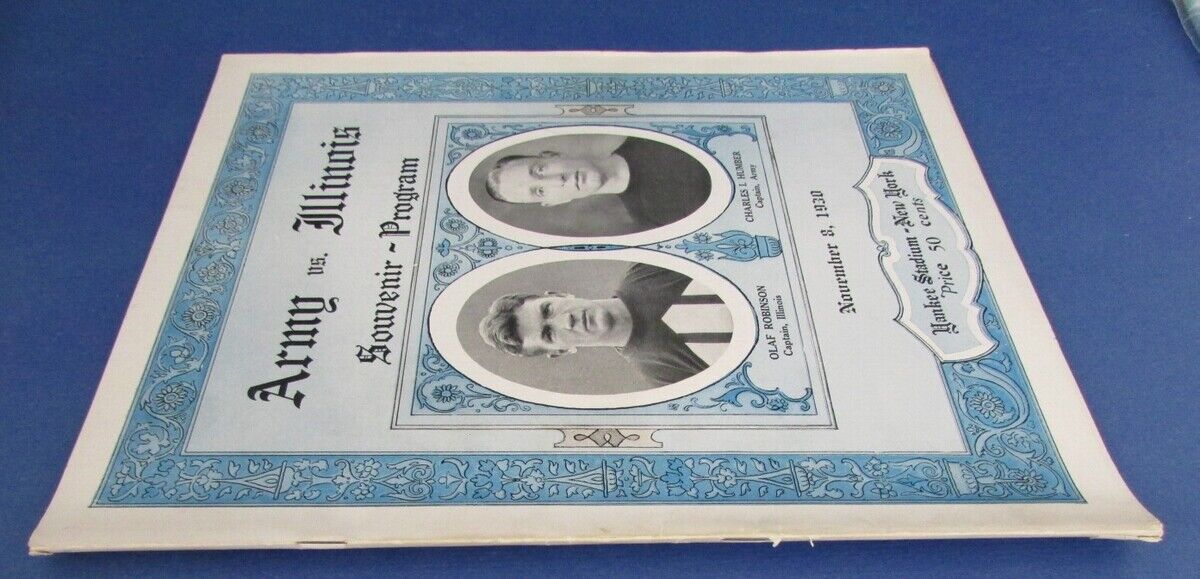 Army vs. Illinois
Souvenir - Program
OLAF ROBINSON
Captain, Illinois
CHARLES I. HUMBER
Captain, Army
November 8, 1930
Yankee Stadium - New York
Price 50 cents